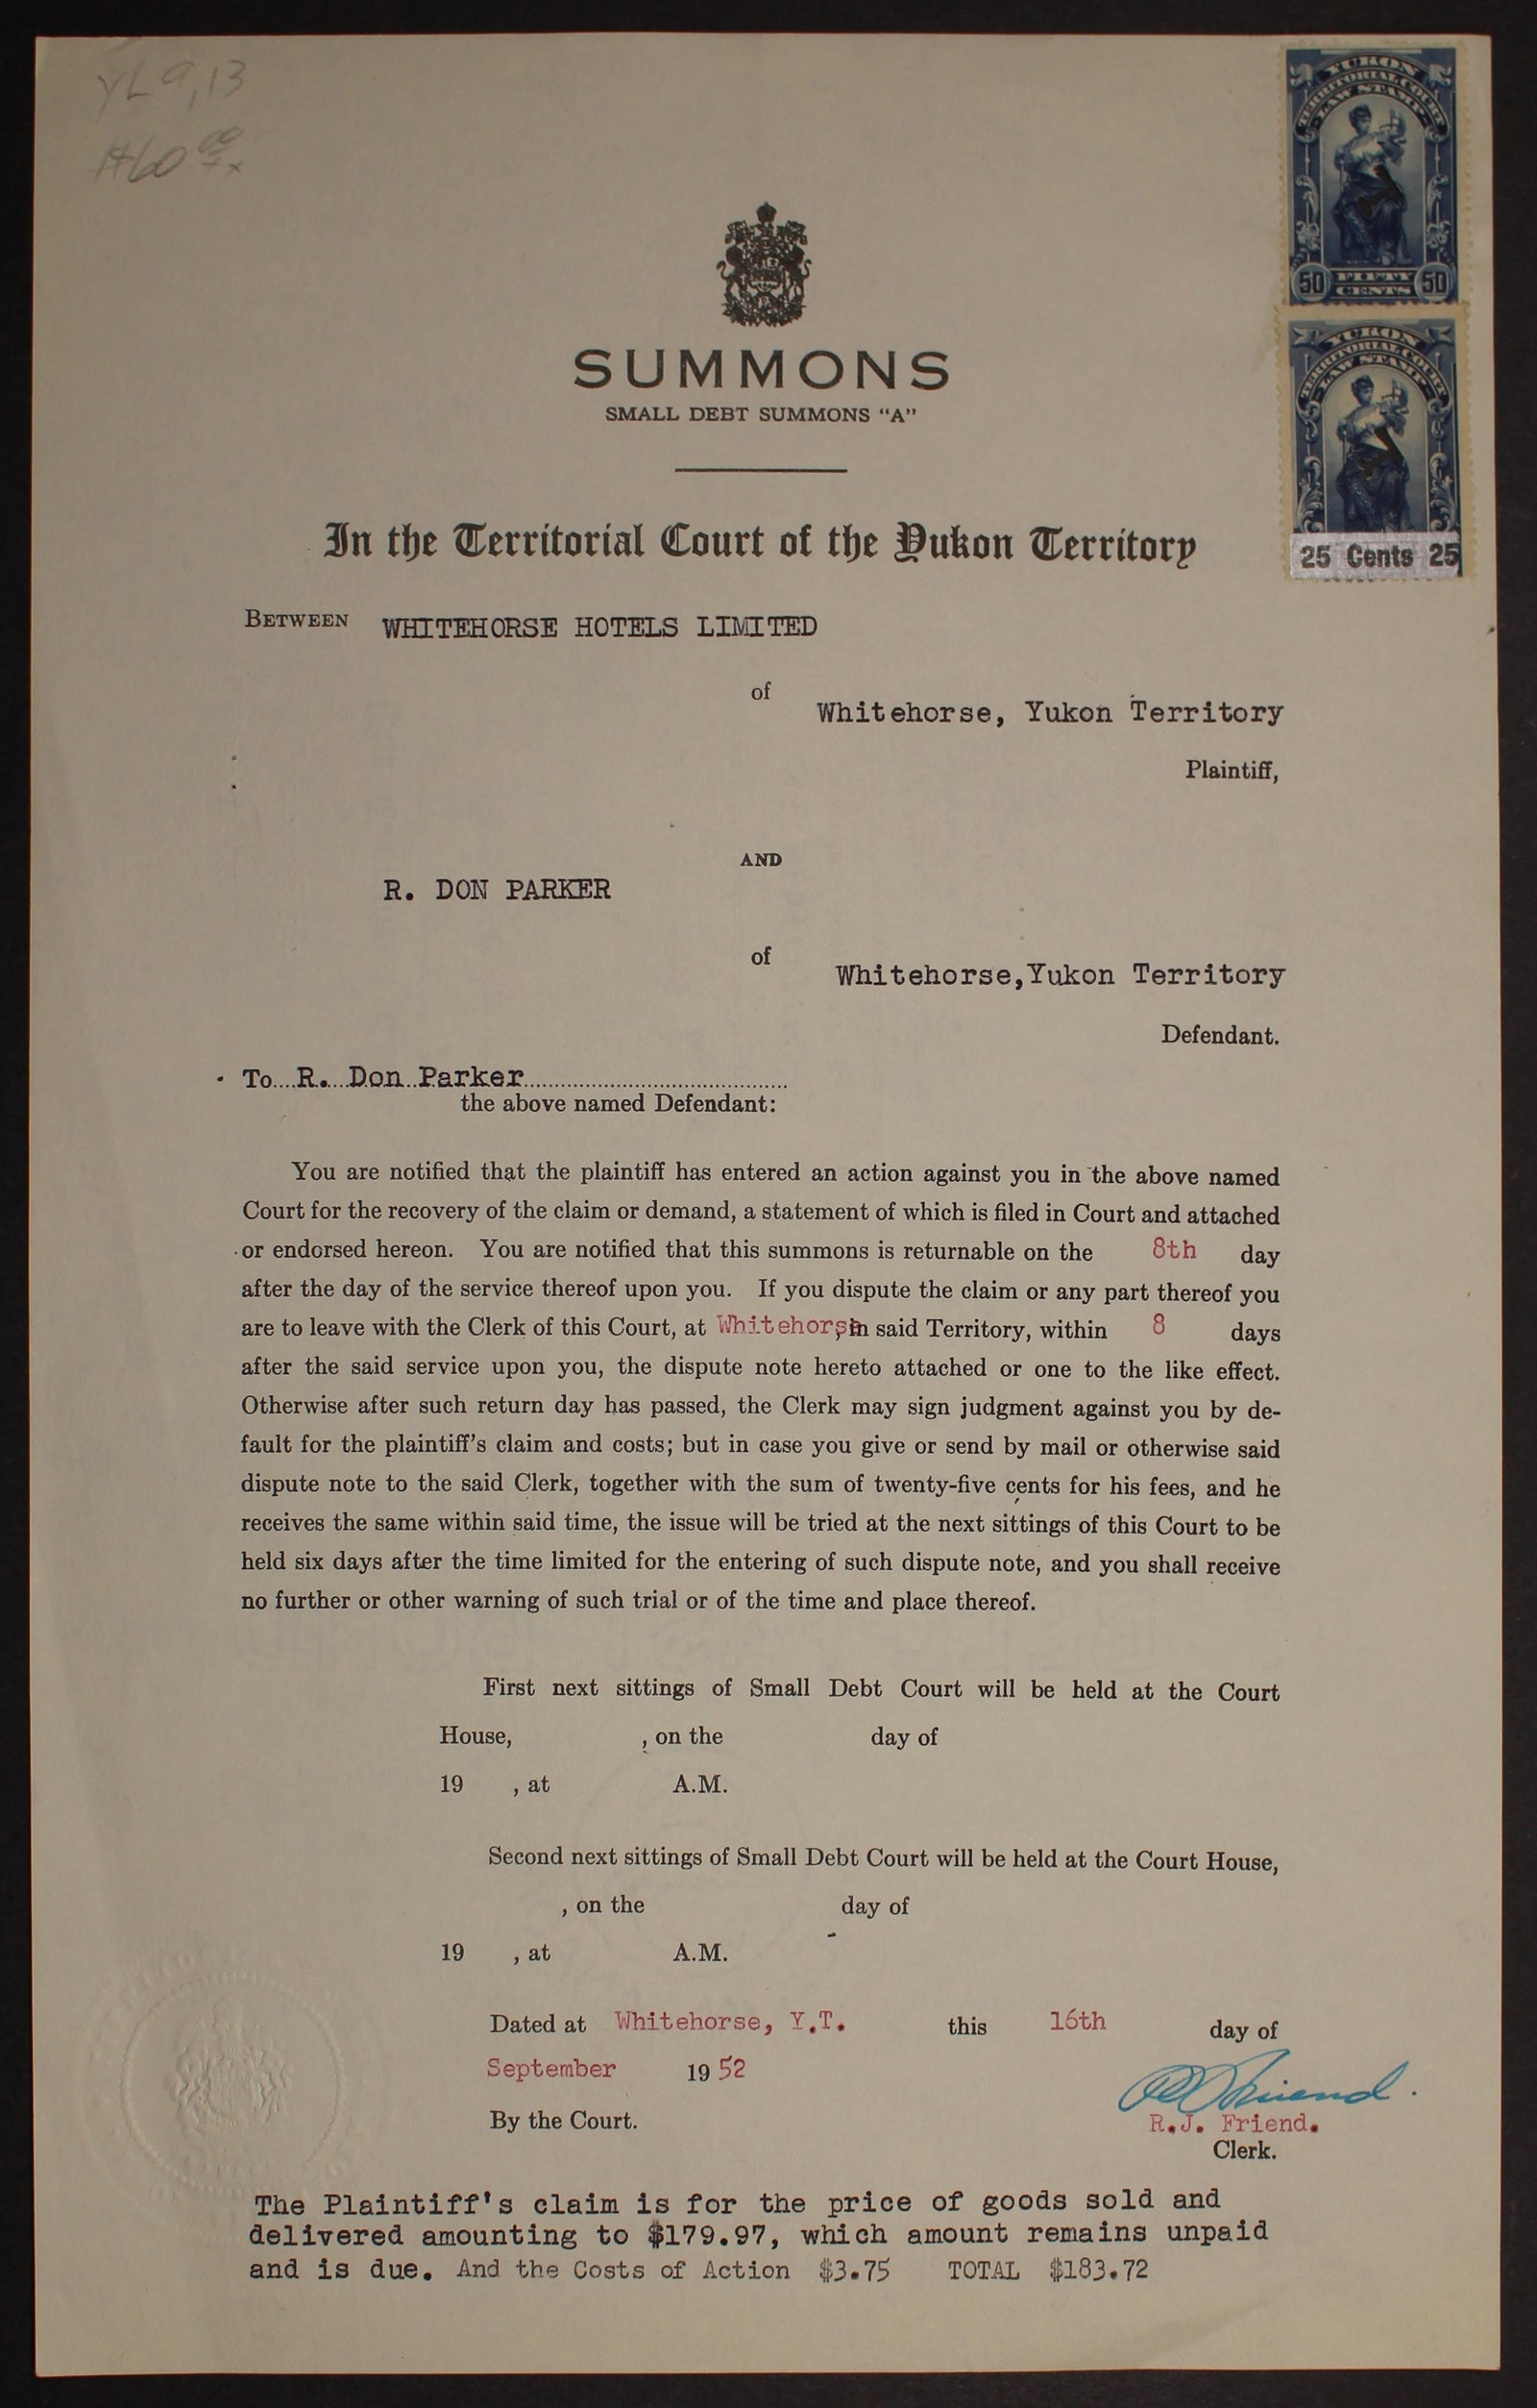 YL9,13
YUKON
TERRITORIAL COURT
LAW STAMP
50 FIFTY 50
CENTS
YUKON
TERRITORIAL COURT
LAW STAMP
25 Cents 25
SUMMONS
SMALL DEBT SUMMONS "A"
In the Territorial Court of the Yukon Territory
BETWEEN WHITEHORSE HOTELS LIMITED
of
Whitehorse, Yukon Territory
Plaintiff,
AND
R. DON PARKER
of
Whitehorse,Yukon Territory
Defendant.
To R. Don Parker
the above named Defendant:
You are notified that the plaintiff has entered an action against you in the above named
Court for the recovery of the claim or demand, a statement of which is filed in Court and attached
or endorsed hereon. You are notified that this summons is returnable on the 8th day
after the day of the service thereof upon you. If you dispute the claim or any part thereof you
are to leave with the Clerk of this Court, at Whitehorse, in said Territory, within 8 days
after the said service upon you, the dispute note hereto attached or one to the like effect.
Otherwise after such return day has passed, the Clerk may sign judgment against you by de-
fault for the plaintiff's claim and costs; but in case you give or send by mail or otherwise said
dispute note to the said Clerk, together with the sum of twenty-five cents for his fees, and he
receives the same within said time, the issue will be tried at the next sittings of this Court to be
held six days after the time limited for the entering of such dispute note, and you shall receive
no further or other warning of such trial or of the time and place thereof.
First next sittings of Small Debt Court will be held at the Court
House, , on the day of
19 , at A.M.
Second next sittings of Small Debt Court will be held at the Court House,
, on the day of
19 , at A.M.
Dated at Whitehorse, Y.T. this 16th day of
September 1952
RJ Friend.
By the Court. R.J. Friend.
Clerk.
The Plaintiff's claim is for the price of goods sold and
delivered amounting to $179.97, which amount remains unpaid
and is due. And the Costs of Action $3.75 TOTAL $183.72